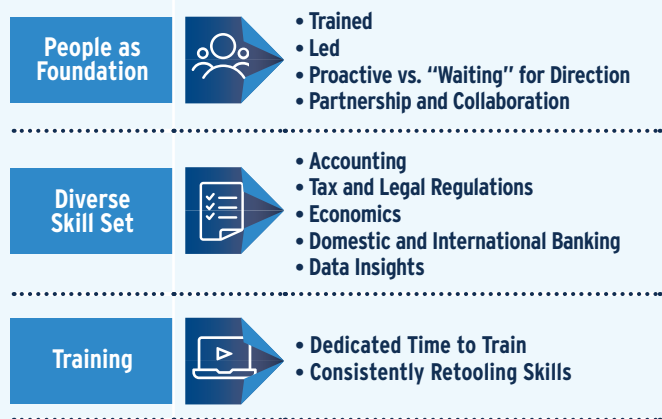 People as
Foundation
• Trained
• Led
• Proactive vs. “Waiting” for Direction
• Partnership and Collaboration
Diverse
Skill Set
• Accounting
• Tax and Legal Regulations
• Economics
• Domestic and International Banking
• Data Insights
Training
• Dedicated Time to Train
• Consistently Retooling Skills